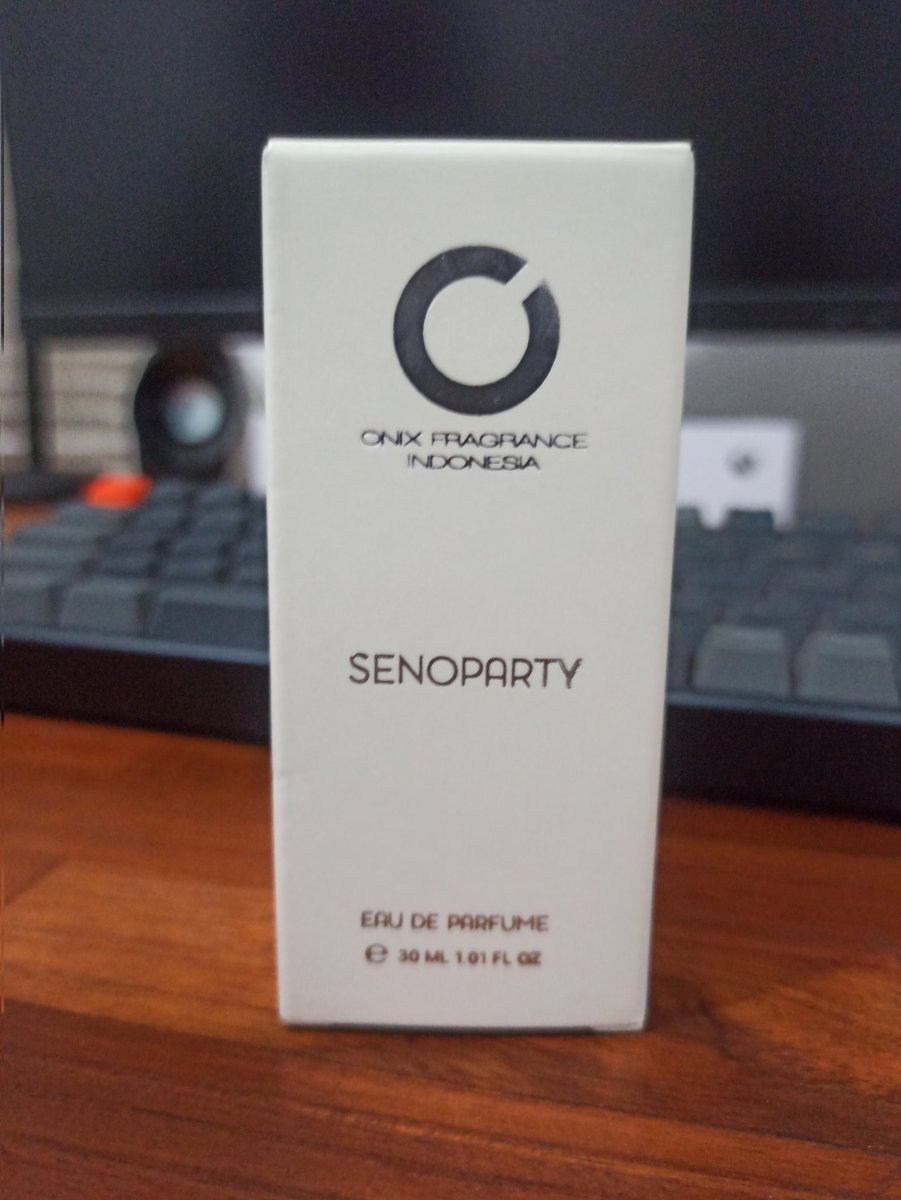 ONIX FRAGRANCE
INDONESIA
SENOPARTY
EAU DE PARFUME
℮ 30 ML 1.01 FL OZ